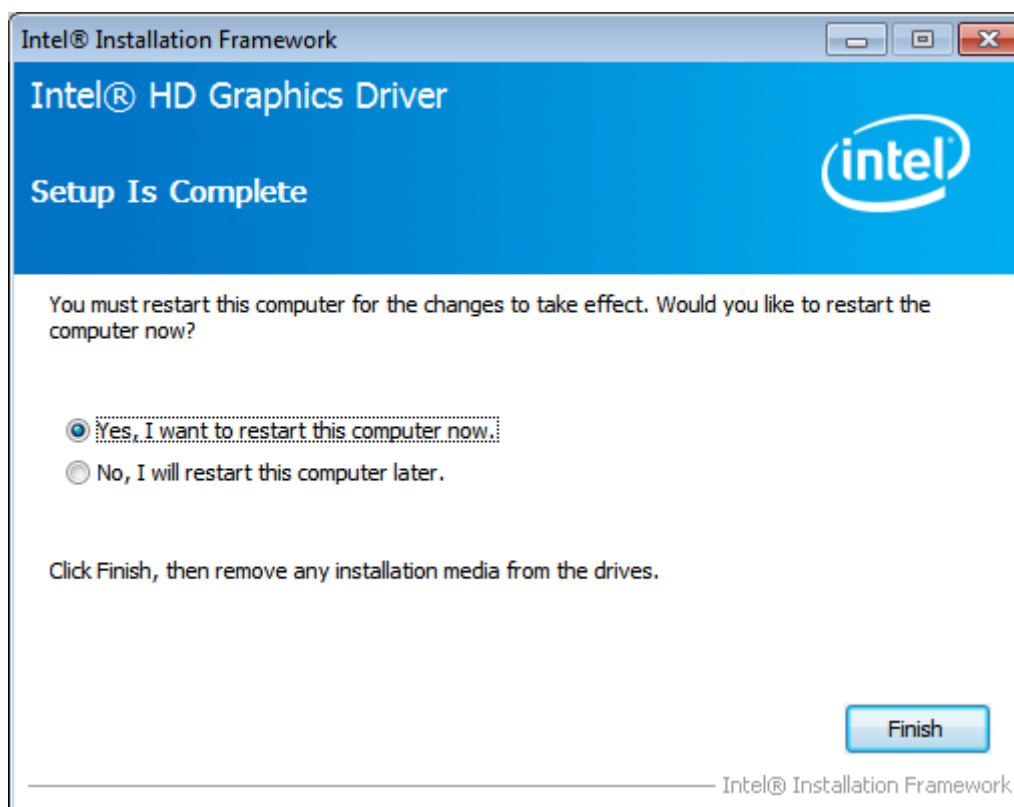 Intel® Installation Framework
Intel® HD Graphics Driver
intel®
Setup Is Complete
You must restart this computer for the changes to take effect. Would you like to restart the
computer now?
Yes, I want to restart this computer now.
No, I will restart this computer later.
Click Finish, then remove any installation media from the drives.
Finish
Intel® Installation Framework